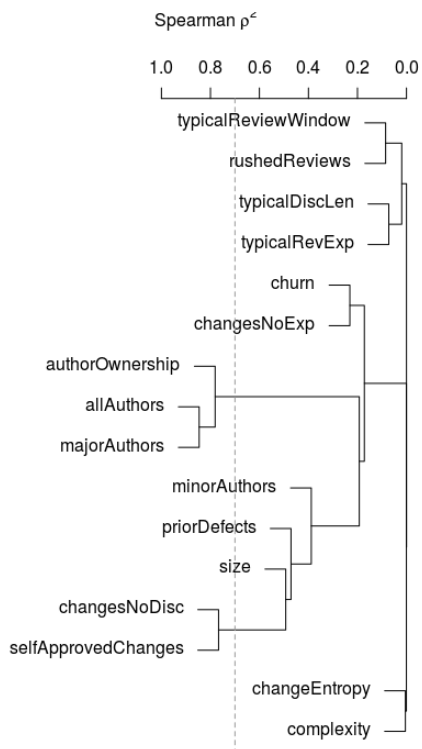 Spearman ρ²
1.0 0.8 0.6 0.4 0.2 0.0
typicalReviewWindow
rushedReviews
typicalDiscLen
typicalRevExp
churn
changesNoExp
authorOwnership
allAuthors
majorAuthors
minorAuthors
priorDefects
size
changesNoDisc
selfApprovedChanges
changeEntropy
complexity